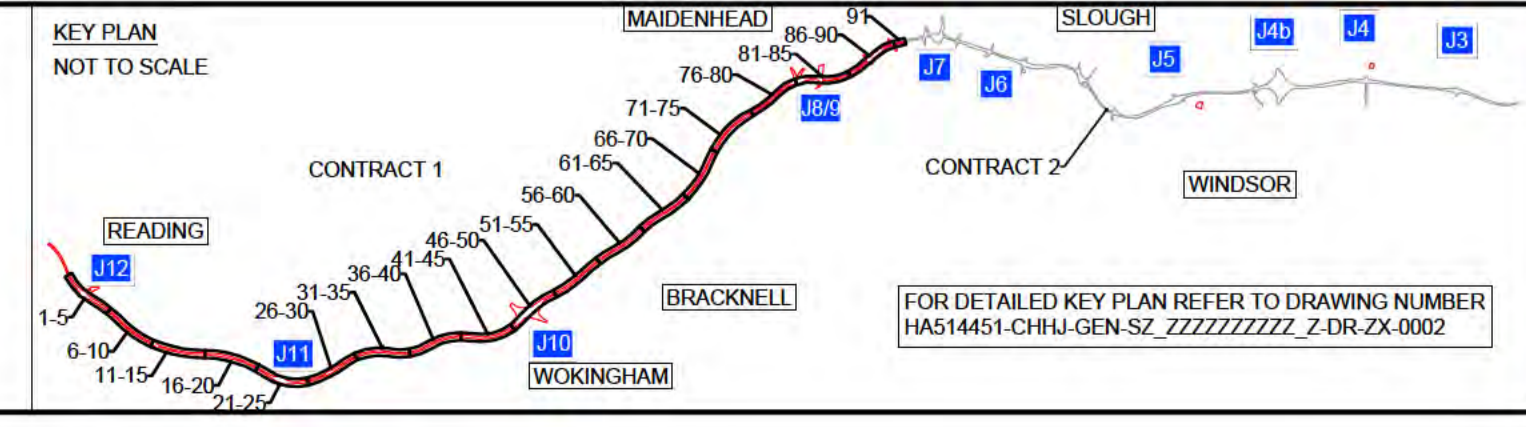 KEY PLAN
NOT TO SCALE
MAIDENHEAD
91
86-90
81-85
76-80
71-75
66-70
61-65
56-60
51-55
46-50
41-45
36-40
31-35
26-30
SLOUGH
J7
J6
J5
J4b
J4
J3
J8/9
CONTRACT 1
CONTRACT 2
WINDSOR
READING
J12
1-5
6-10
11-15
16-20
21-25
J11
J10
WOKINGHAM
BRACKNELL
FOR DETAILED KEY PLAN REFER TO DRAWING NUMBER
HA514451-CHHJ-GEN-SZ_ZZZZZZZZZZ_Z-DR-ZX-0002